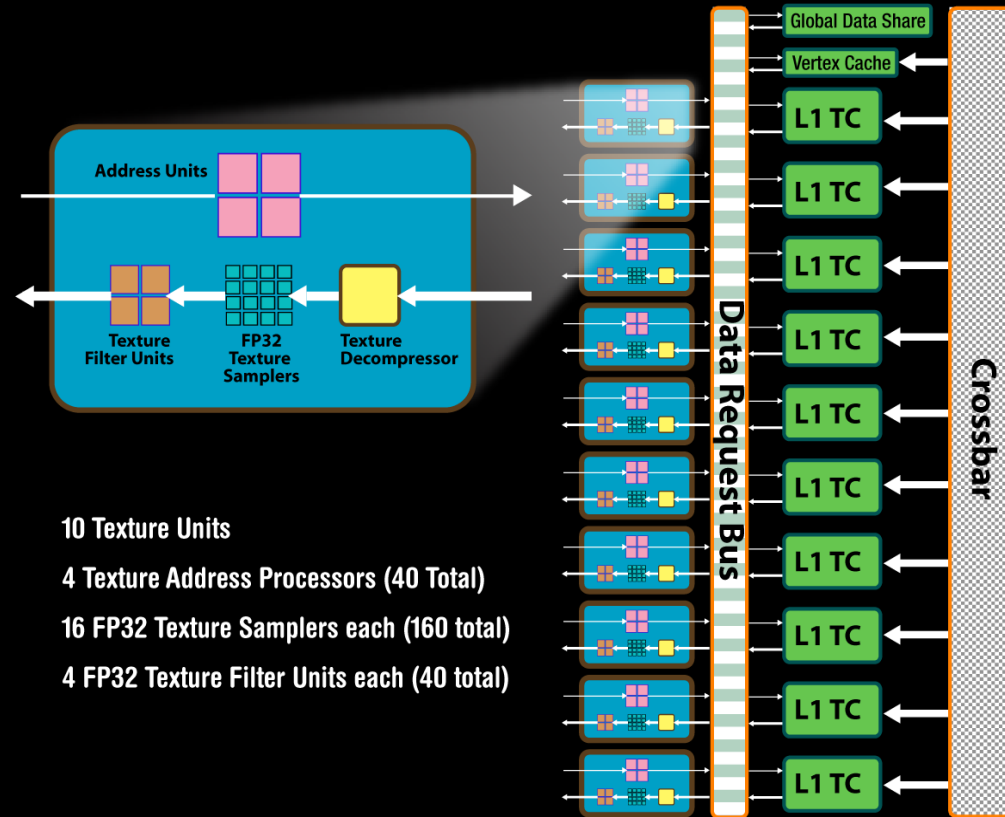 Global Data Share
Vertex Cache
Address Units
Texture
Filter Units
FP32
Texture
Samplers
Texture
Decompressor
10 Texture Units
4 Texture Address Processors (40 Total)
16 FP32 Texture Samplers each (160 total)
4 FP32 Texture Filter Units each (40 total)
Data Request Bus
L1 TC
L1 TC
L1 TC
L1 TC
L1 TC
L1 TC
L1 TC
L1 TC
L1 TC
L1 TC
Crossbar